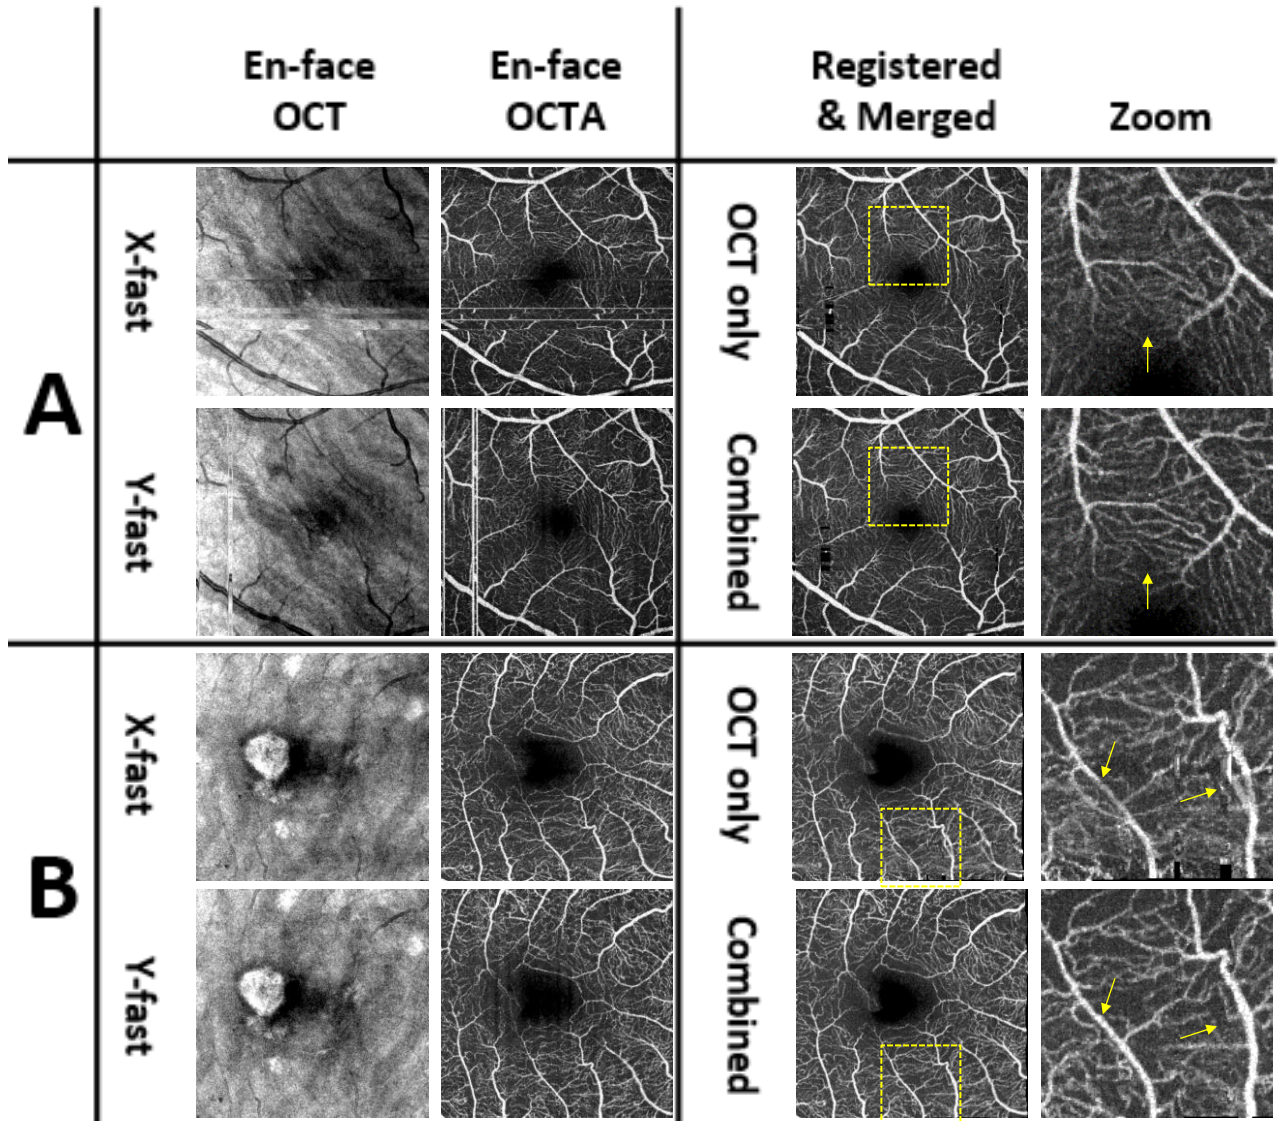 En-face OCT
En-face OCTA
Registered & Merged
Zoom
A
X-fast
OCT only
Y-fast
Combined
B
X-fast
OCT only
Y-fast
Combined